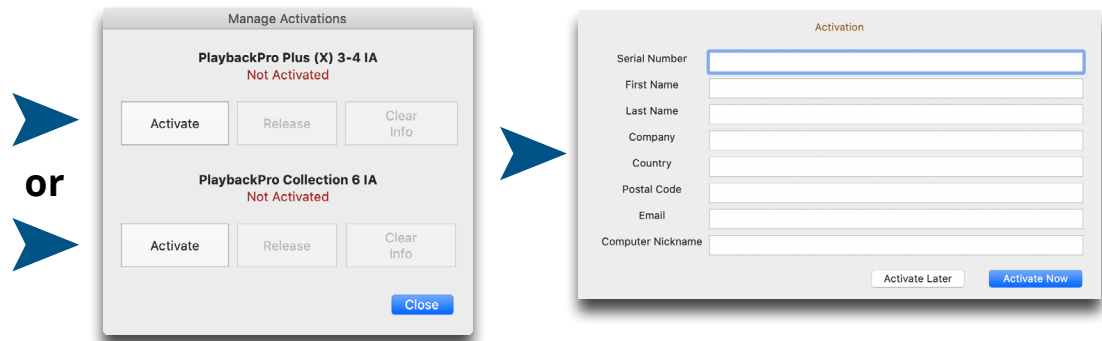 Manage Activations
PlaybackPro Plus (X) 3-4 IA
Not Activated
Activate
Release
Clear
Info
or
PlaybackPro Collection 6 IA
Not Activated
Activate
Release
Clear
Info
Close
Activation
Serial Number
First Name
Last Name
Company
Country
Postal Code
Email
Computer Nickname
Activate Later
Activate Now